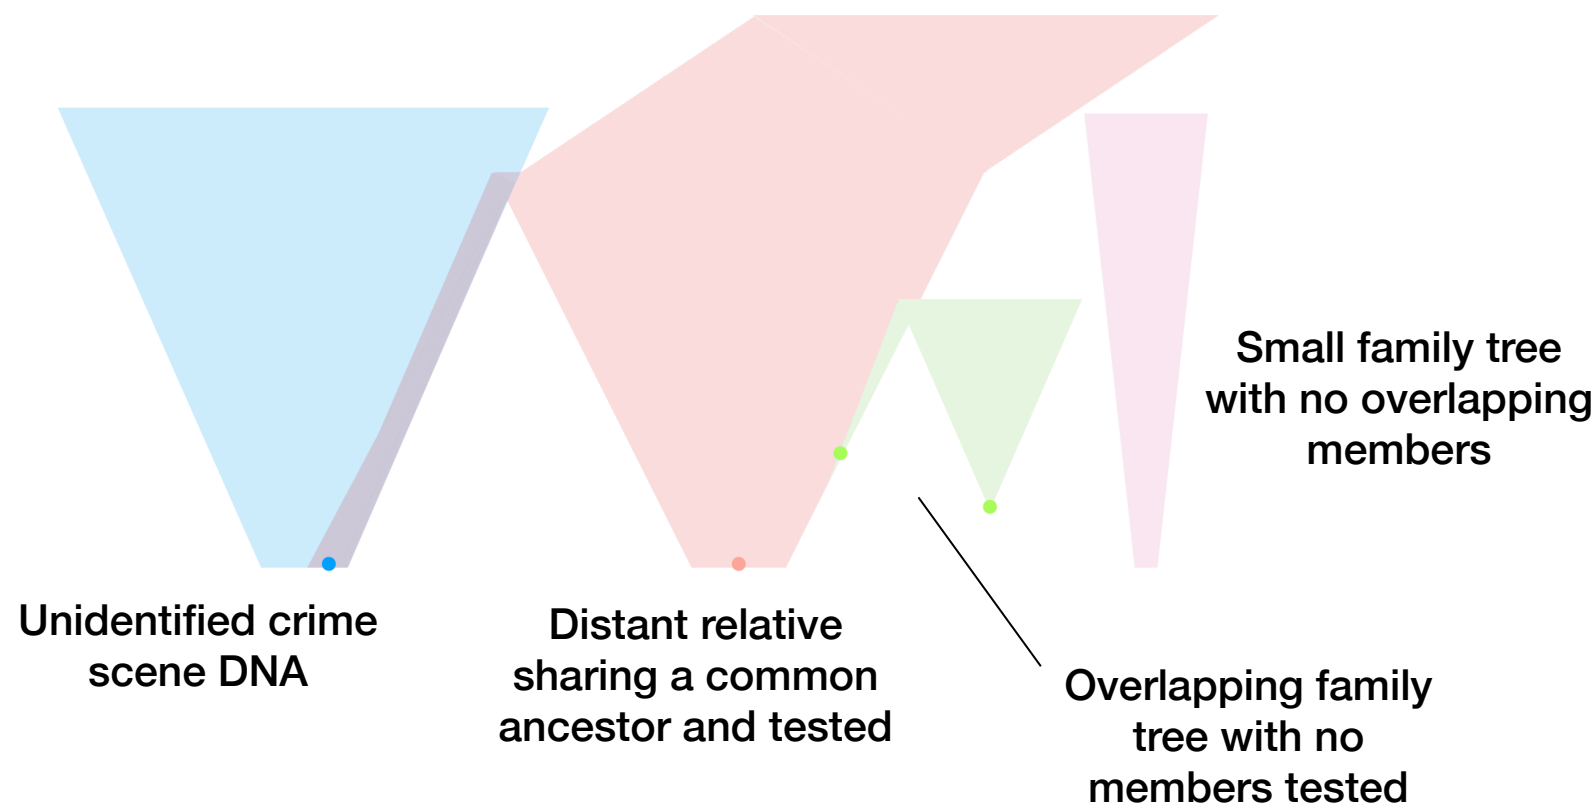 Small family tree
with no overlapping
members
Unidentified crime
scene DNA
Distant relative
sharing a common
ancestor and tested
Overlapping family
tree with no
members tested